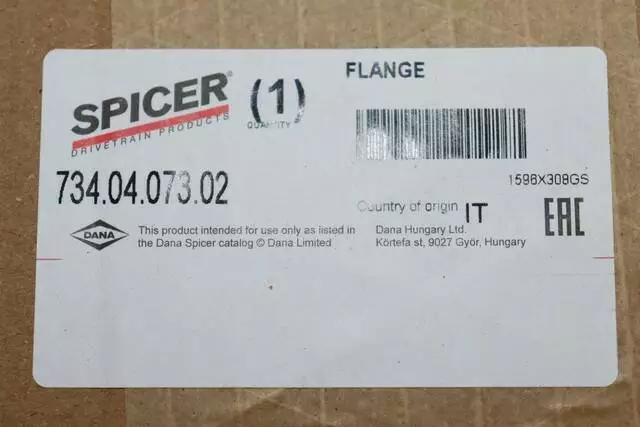 SPICER®
DRIVETRAIN PRODUCTS
(1)
QUANTITY
FLANGE
734.04.073.02
1596X308GS
Country of origin IT
EAC
DANA
This product intended for use only as listed in
the Dana Spicer catalog © Dana Limited
Dana Hungary Ltd.
Körtefa st, 9027 Győr, Hungary